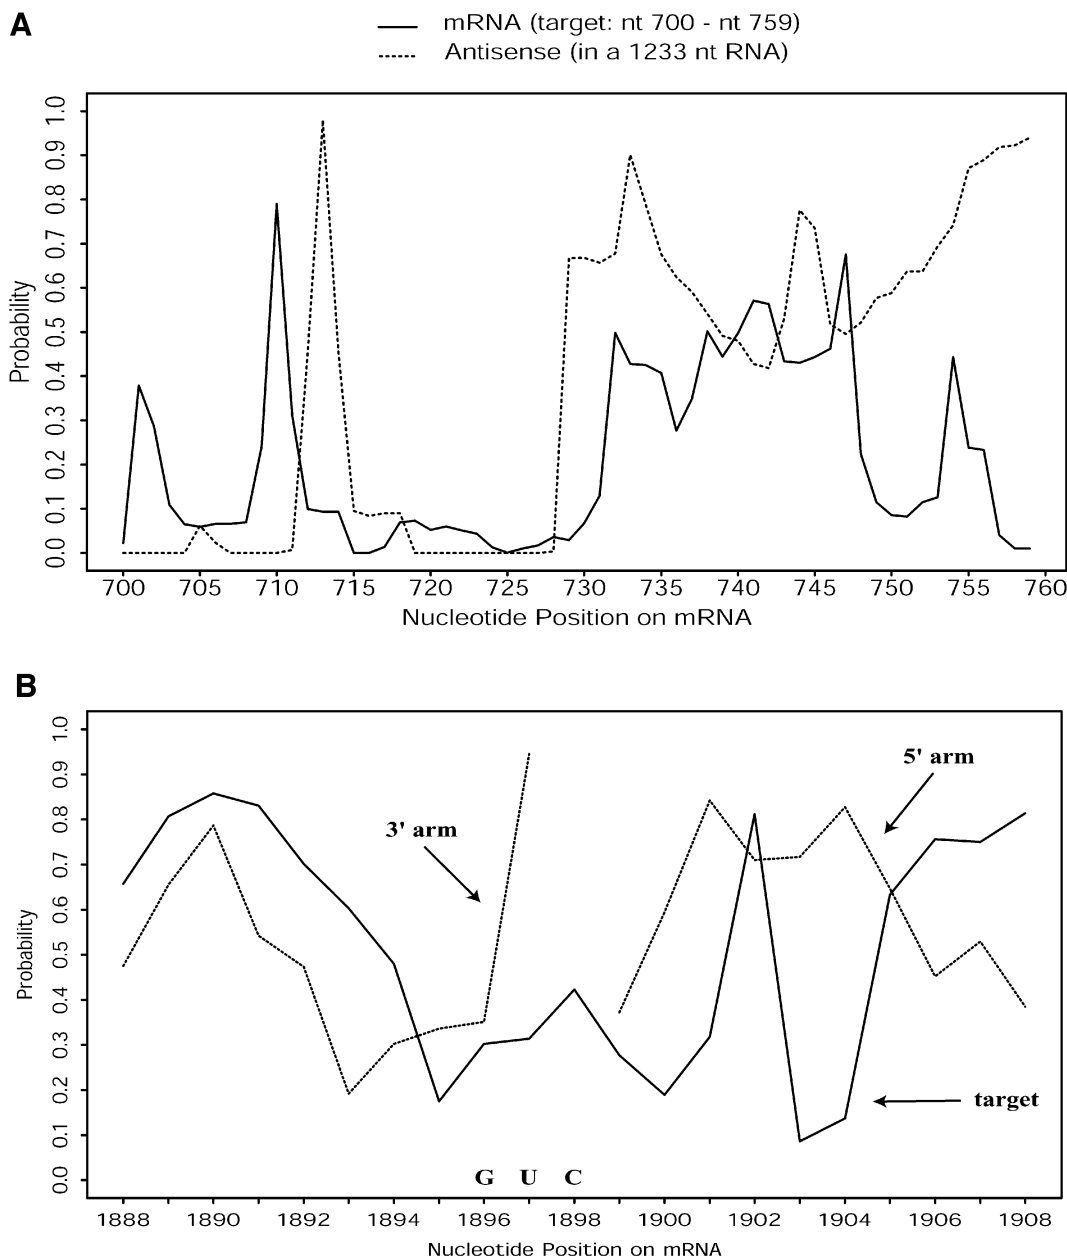 A
mRNA (target: nt 700 - nt 759)
Antisense (in a 1233 nt RNA)
1.0
0.9
0.8
0.7
0.6
0.5
0.4
0.3
0.2
0.1
0.0
Probability
700 705 710 715 720 725 730 735 740 745 750 755 760
Nucleotide Position on mRNA
B
1.0
0.9
0.8
0.7
0.6
0.5
0.4
0.3
0.2
0.1
0.0
Probability
5' arm
3' arm
target
G U C
1888 1890 1892 1894 1896 1898 1900 1902 1904 1906 1908
Nucleotide Position on mRNA